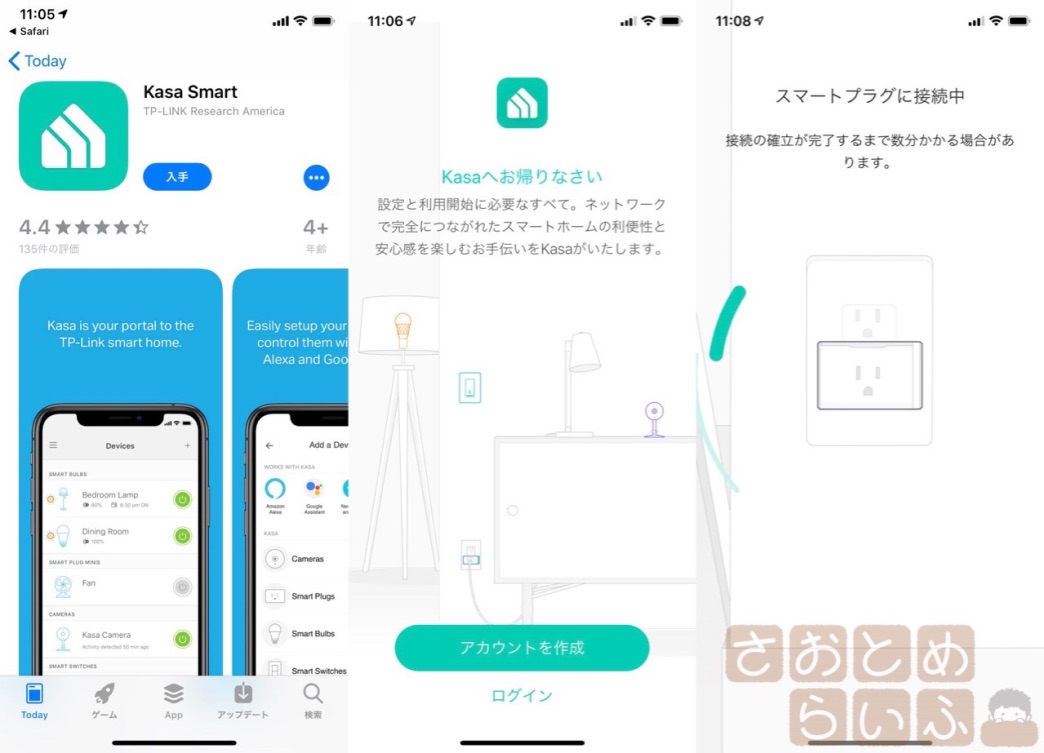 11:05
Safari
Today
Kasa Smart
TP-LINK Research America
入手
4.4
135件の評価
4+
年齢
Kasa is your portal to the
TP-Link smart home.
Easily setup your
control them wi
Alexa and Goo
Devices
SMART BULBS
Bedroom Lamp
80% 6:30 pm ON
Dining Room
100%
SMART PLUG MINIS
Fan
CAMERAS
Kasa Camera
Activity detected 50 min ago
SMART SWITCHES
Add a Dev
WORKS WITH KASA
Amazon
Alexa
Google
Assistant
Ne
an
KASA
Cameras
Smart Plugs
Smart Bulbs
Smart Switches
Today
ゲーム
App
アップデート
検索
11:06
Kasaへお帰りなさい
設定と利用開始に必要なすべて。ネットワーク
で完全につながれたスマートホームの利便性と
安心感を楽しむお手伝いをKasaがいたします。
アカウントを作成
ログイン
11:08
スマートプラグに接続中
接続の確立が完了するまで数分かかる場合があ
ります。
さおとめ
らいふ